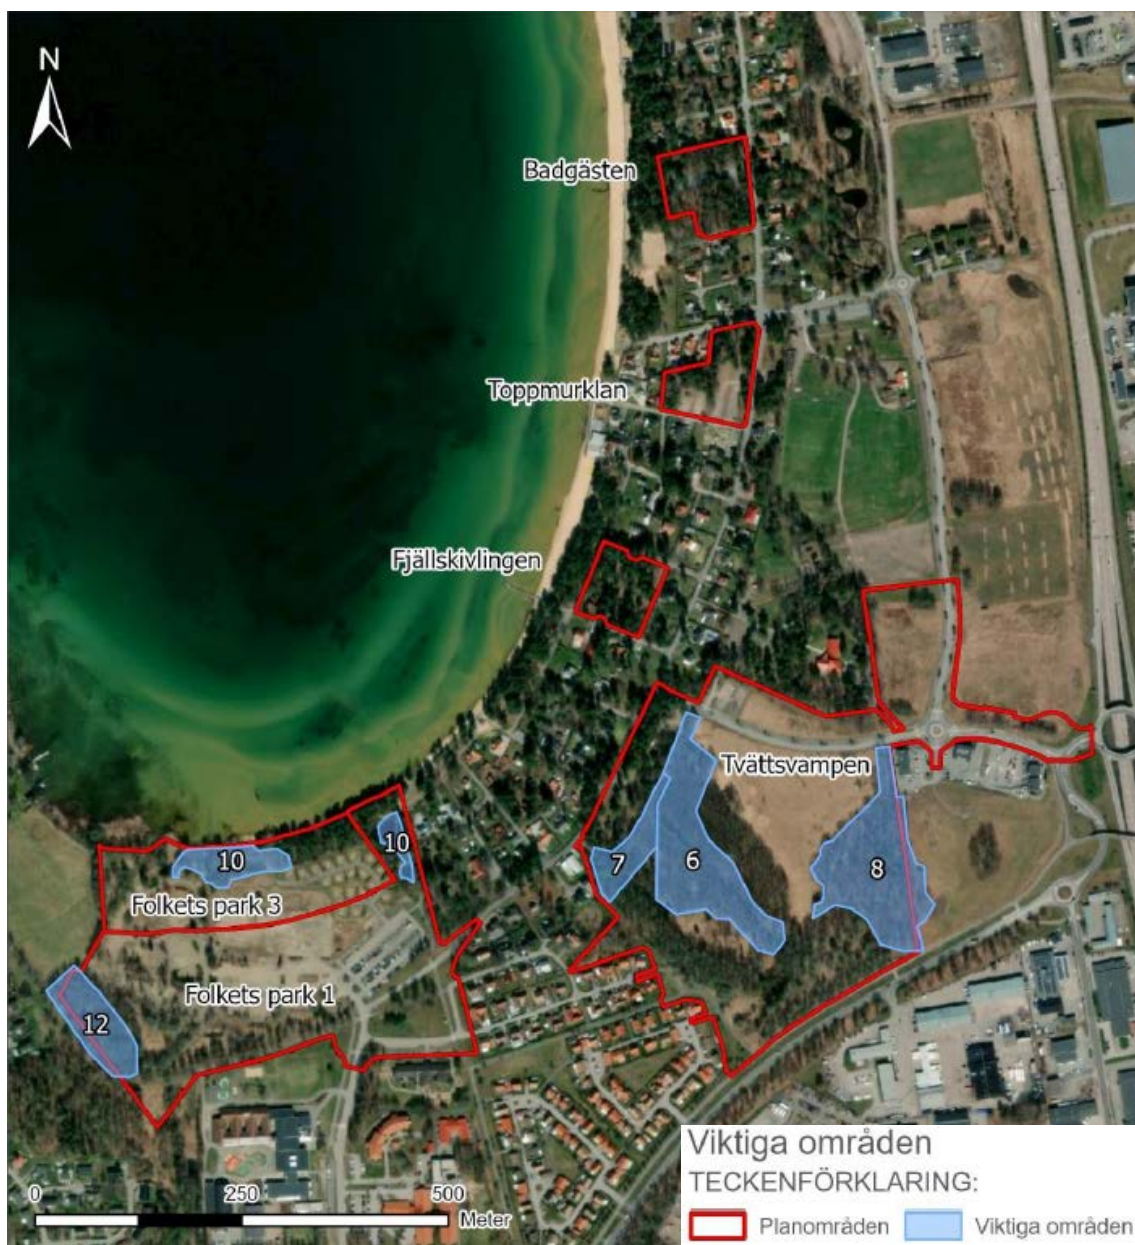 N
Badgästen
Toppmurklan
Fjällskivlingen
Tvättsvampen
10
10
7
6
8
Folkets park 3
Folkets park 1
12
Viktiga områden
TECKENFÖRKLARING:
0 250 500
Meter
Planområden Viktiga områden